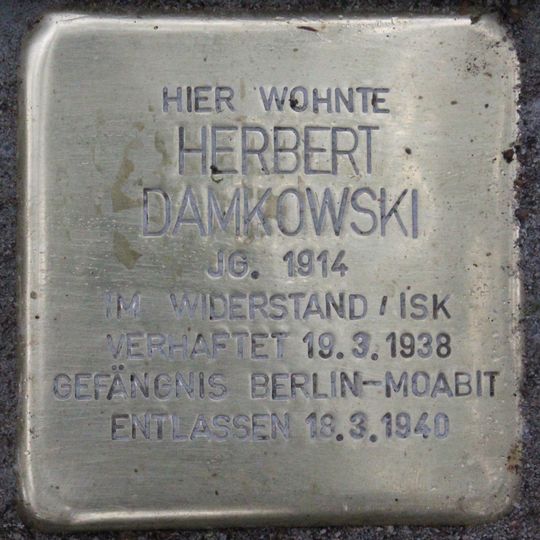 HIER WOHNTE
HERBERT
DAMKOWSKI
JG. 1914
IM WIDERSTAND / ISK
VERHAFTET 19.3.1938
GEFÄNGNIS BERLIN-MOABIT
ENTLASSEN 18.3.1940